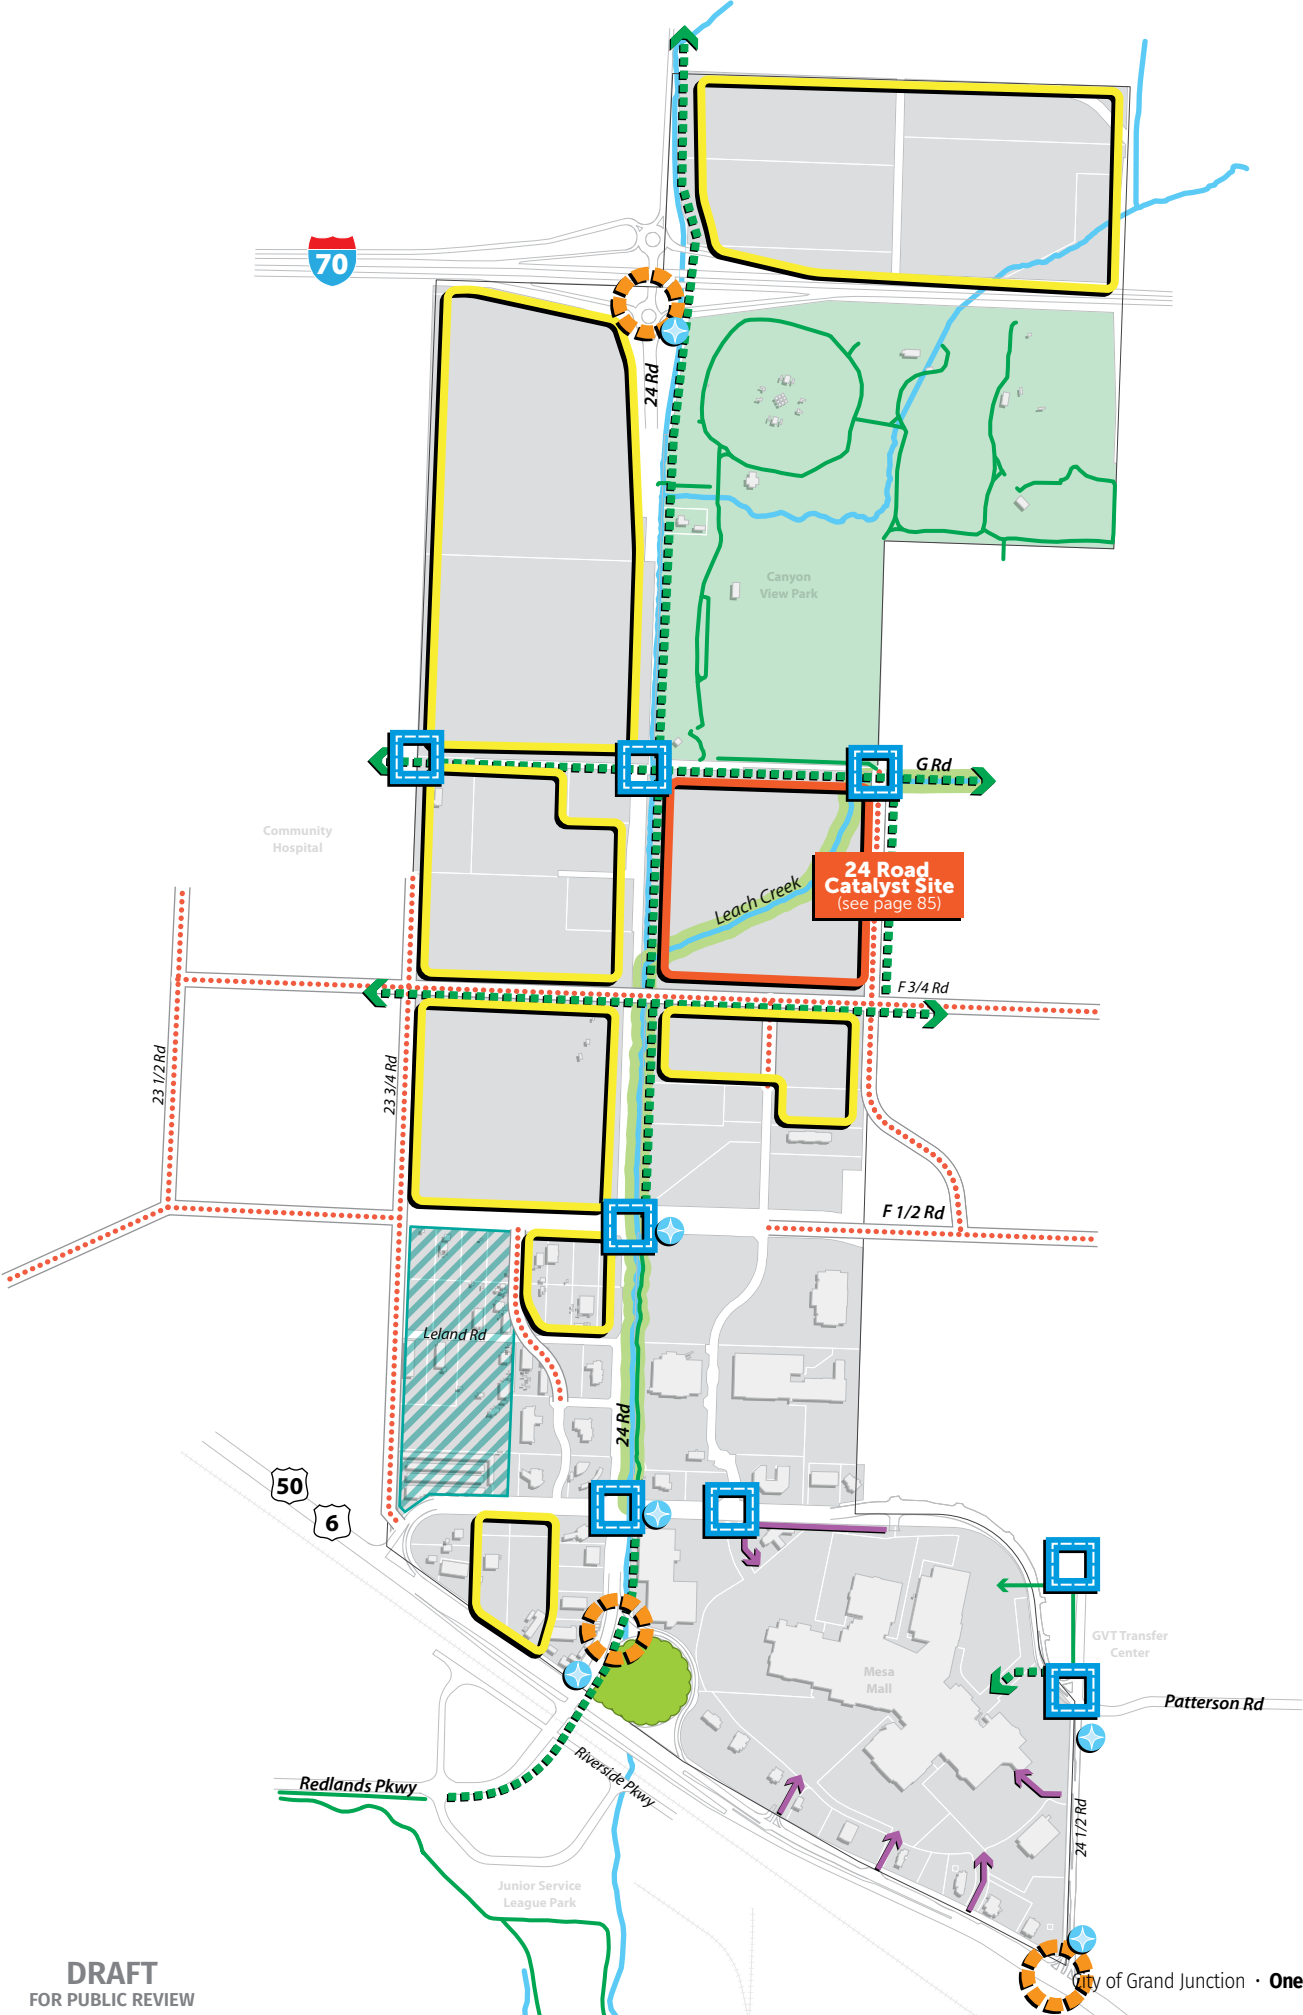 70
24 Rd
Canyon
View Park
G Rd
Community
Hospital
24 Road
Catalyst Site
(see page 85)
Leach Creek
F 3/4 Rd
23 1/2 Rd
23 3/4 Rd
F 1/2 Rd
Leland Rd
24 Rd
50
6
GVT Transfer
Center
Mesa
Mall
Patterson Rd
Riverside Pkwy
Redlands Pkwy
24 1/2 Rd
Junior Service
League Park
DRAFT
FOR PUBLIC REVIEW
City of Grand Junction · One